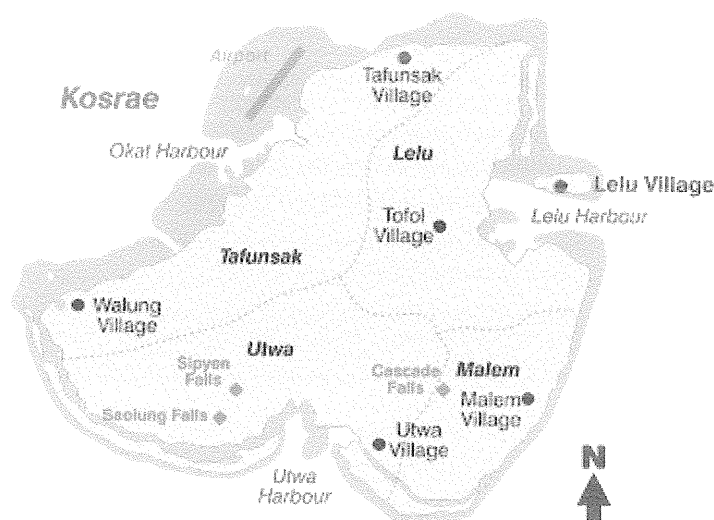 Airport
Tafunsak
Village
Kosrae
Okat Harbour
Lelu
Lelu Village
Lelu Harbour
Tofol
Village
Tafunsak
Walung
Village
Utwa
Sipyen
Falls
Cascade
Falls
Malem
Malem
Village
Saolung Falls
Utwa
Village
Utwa
Harbour
N